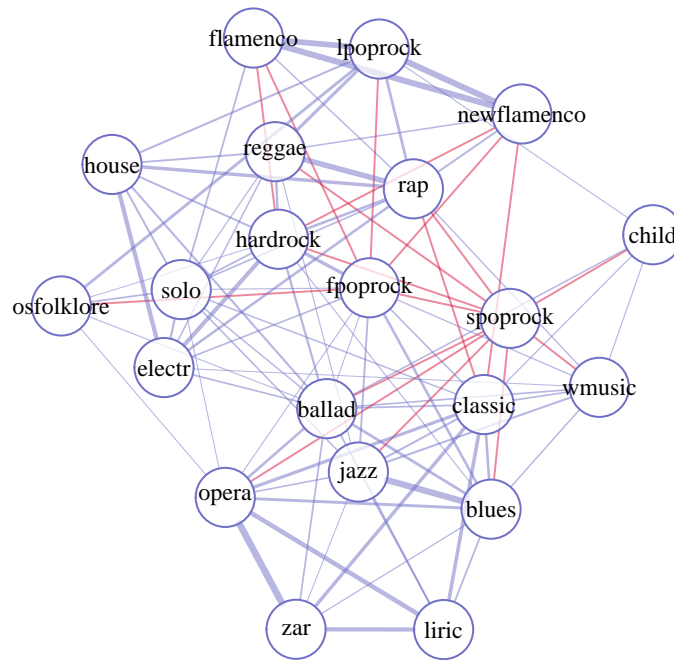 flamenco
lpoprock
newflamenco
house
reggae
rap
child
hardrock
solo
fpoprock
osfolklore
spoprock
electr
wmusic
ballad
classic
jazz
opera
blues
zar
liric